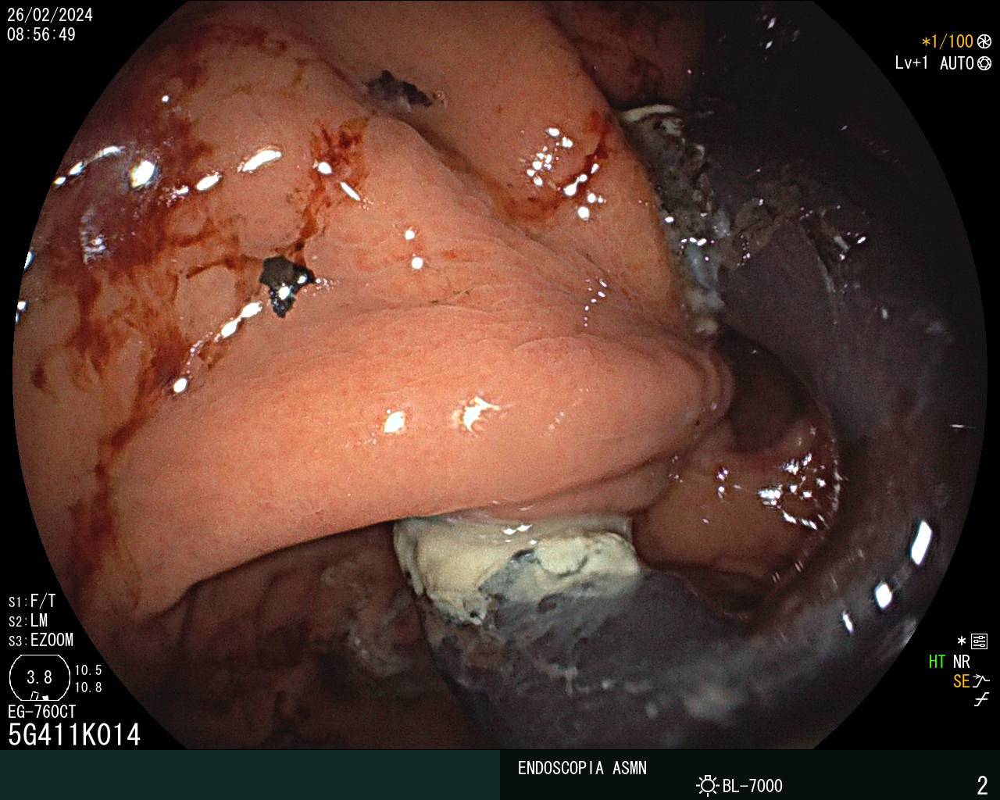 26/02/2024
08:56:49
*1/100
Lv+1 AUTO
S1:F/T
S2:LM
S3:EZOOM
3.8
10.5
10.8
EG-760CT
5G411K014
*
HT NR
SE
ENDOSCOPIA ASMN
BL-7000
2